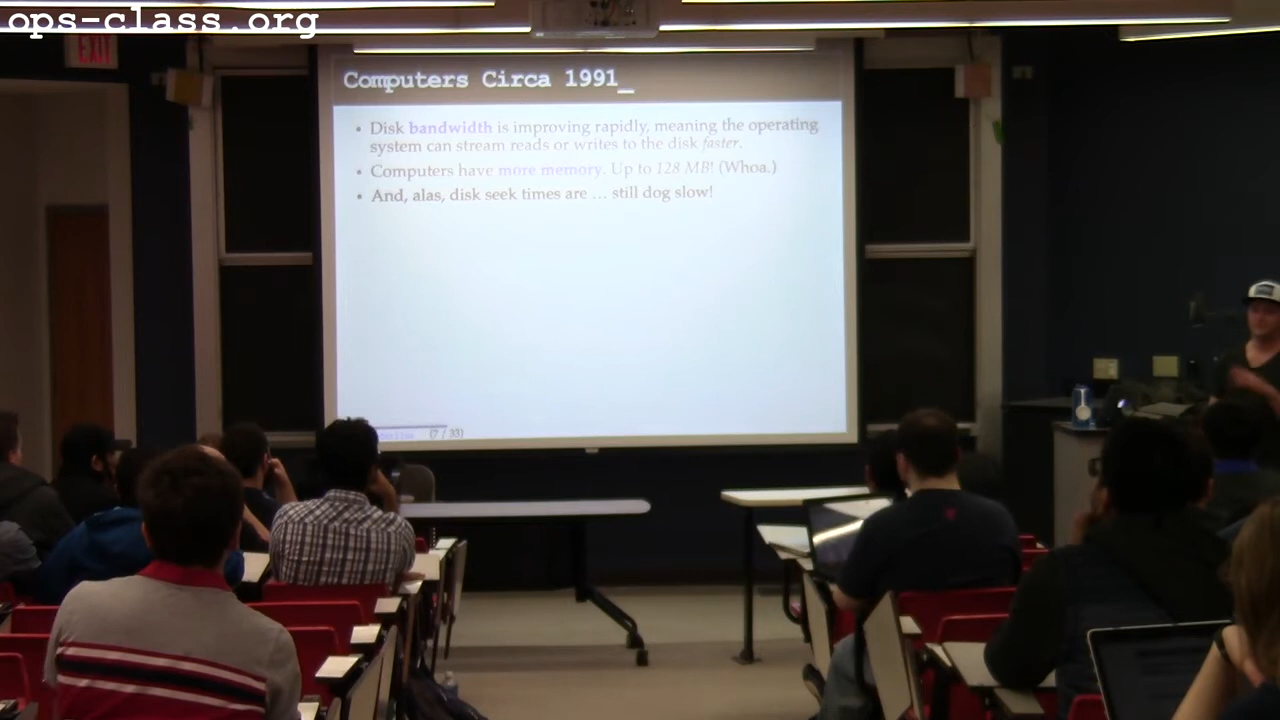 ops-class.org
EXIT
Computers Circa 1991_
• Disk bandwidth is improving rapidly, meaning the operating
system can stream reads or writes to the disk faster.
• Computers have more memory. Up to 128 MB! (Whoa.)
• And, alas, disk seek times are … still dog slow!
(7 / 33)